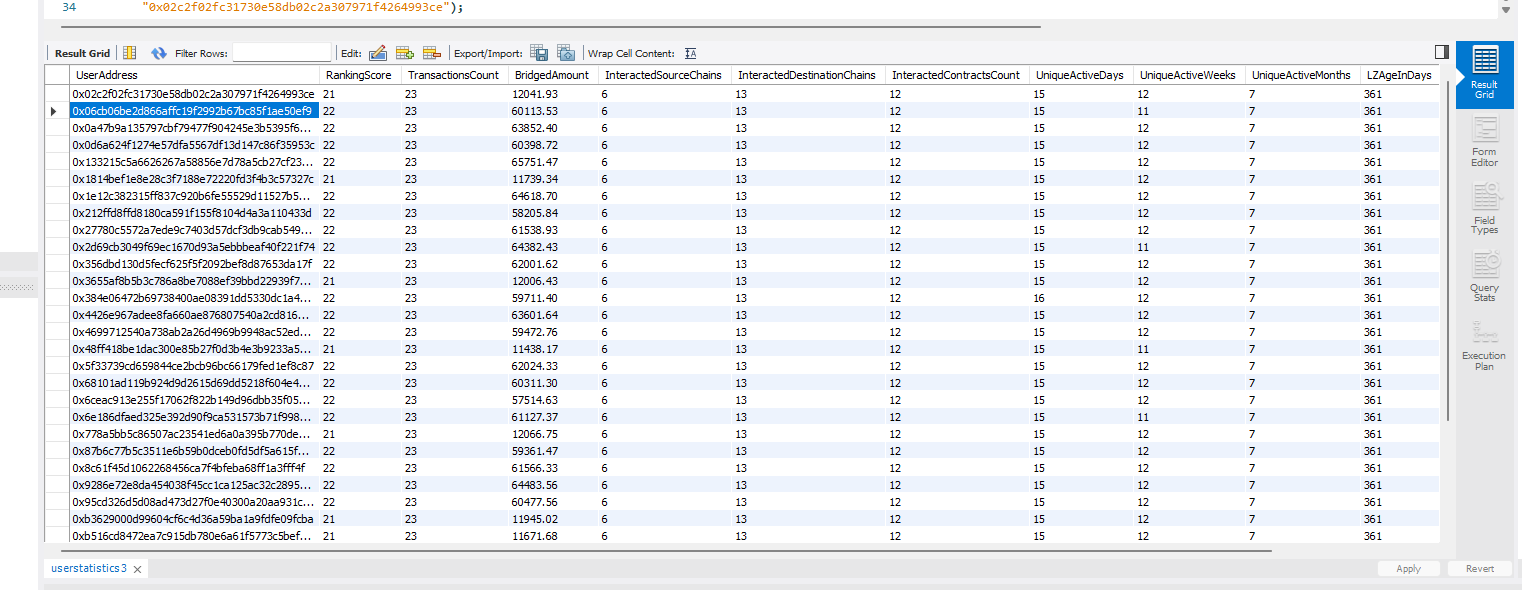 34 "0x02c2f02fc31730e58db02c2a307971f4264993ce");
Result Grid Filter Rows: Edit: Export/Import: Wrap Cell Content:
UserAddress RankingScore TransactionsCount BridgedAmount InteractedSourceChains InteractedDestinationChains InteractedContractsCount UniqueActiveDays UniqueActiveWeeks UniqueActiveMonths LZAgeInDays
0x02c2f02fc31730e58db02c2a307971f4264993ce 21 23 12041.93 6 13 12 15 12 7 361
0x06cb06be2d866affc19f2992b67bc85f1ae50ef9 22 23 60113.53 6 13 12 15 11 7 361
0x0a47b9a135797cbf79477f904245e3b5395f6... 22 23 63852.40 6 13 12 15 12 7 361
0x0d6a624f1274e57dfa5567df13d147c86f35953c 22 23 60398.72 6 13 12 15 12 7 361
0x133215c5a6626267a58856e7d78a5cb27cf23... 22 23 65751.47 6 13 12 15 12 7 361
0x1814bef1e8e28c3f7188e72220fd3f4b3c57327c 21 23 11739.34 6 13 12 15 12 7 361
0x1e12c382315ff837c920b6fe55529d11527b5... 22 23 64618.70 6 13 12 15 12 7 361
0x212ffd8ffd8180ca591f155f8104d4a3a110433d 22 23 58205.84 6 13 12 15 12 7 361
0x27780c5572a7ede9c7403d57dcf3db9cab549... 22 23 61538.93 6 13 12 15 12 7 361
0x2d69cb3049f69ec1670d93a5ebbbeaf40f221f74 22 23 64382.43 6 13 12 15 11 7 361
0x356dbd130d5fecf625f5f2092bef8d87653da17f 22 23 62001.62 6 13 12 15 12 7 361
0x3655af8b5b3c786a8be7088ef39bbd22939f7... 21 23 12006.43 6 13 12 15 12 7 361
0x384e06472b69738400ae08391dd5330dc1a4... 22 23 59711.40 6 13 12 16 12 7 361
0x4426e967adee8fa660ae876807540a2cd816... 22 23 63601.64 6 13 12 15 12 7 361
0x4699712540a738ab2a26d4969b9948ac52ed... 22 23 59472.76 6 13 12 15 12 7 361
0x48ff418be1dac300e85b27f0d3b4e3b9233a5... 21 23 11438.17 6 13 12 15 11 7 361
0x5f33739cd659844ce2bcb96bc66179fed1ef8c87 22 23 62024.33 6 13 12 15 12 7 361
0x68101ad119b924d9d2615d69dd5218f604e4... 22 23 60311.30 6 13 12 15 12 7 361
0x6ceac913e255f17062f822b149d96dbb35f05... 22 23 57514.63 6 13 12 15 12 7 361
0x6e186dfaed325e392d90f9ca531573b71f998... 22 23 61127.37 6 13 12 15 11 7 361
0x778a5bb5c86507ac23541ed6a0a395b770de... 21 23 12066.75 6 13 12 15 12 7 361
0x87b6c77b5c3511e6b59b0dceb0fd5df5a615f... 22 23 59361.47 6 13 12 15 12 7 361
0x8c61f45d1062268456ca7f4bfeba68ff1a3fff4f 22 23 61566.33 6 13 12 15 12 7 361
0x9286e72e8da454038f45cc1ca125ac32c2895... 22 23 64483.56 6 13 12 15 12 7 361
0x95cd326d5d08ad473d27f0e40300a20aa931c... 22 23 60477.56 6 13 12 15 12 7 361
0xb3629000d99604cf6c4d36a59ba1a9fdfe09fcba 21 23 11945.02 6 13 12 15 12 7 361
0xb516cd8472ea7c915db780e6a61f5773c5bef... 21 23 11671.68 6 13 12 15 12 7 361
Result
Grid
Form
Editor
Field
Types
Query
Stats
Execution
Plan
userstatistics3 Apply Revert